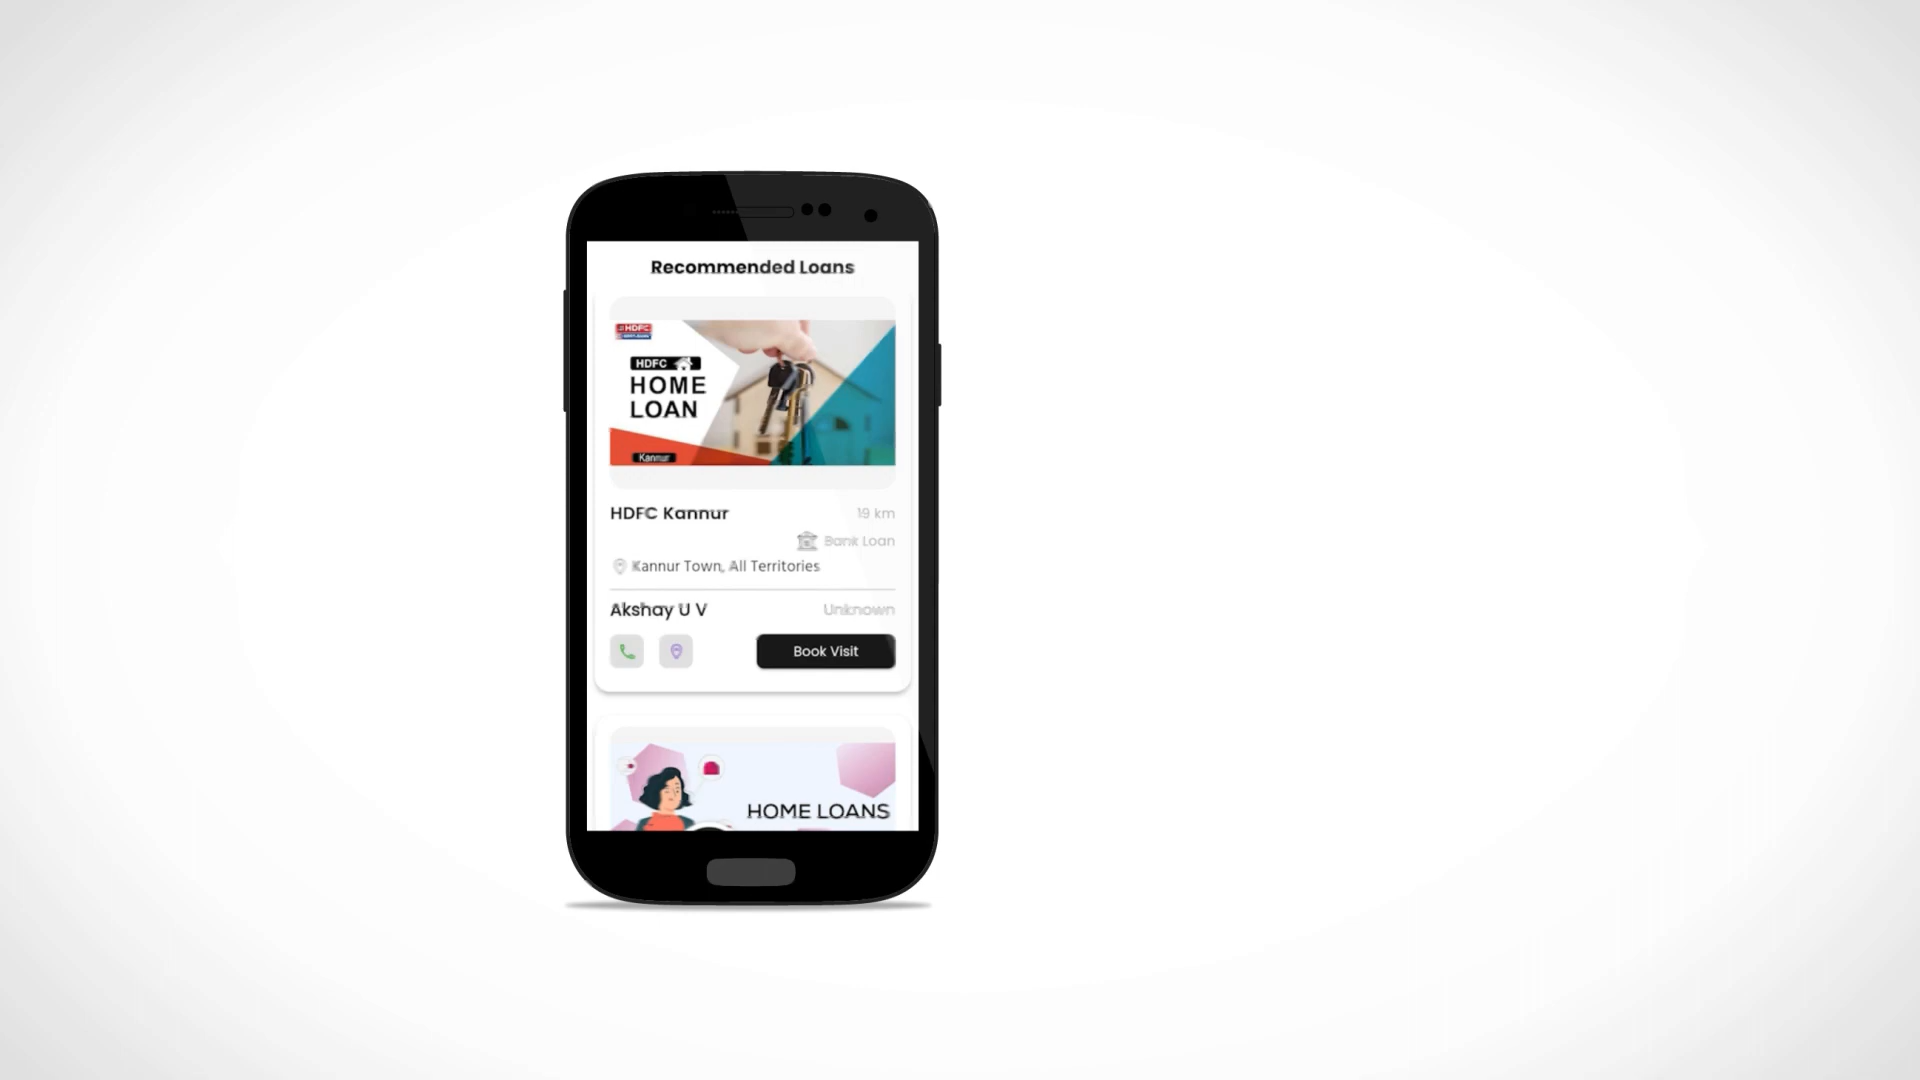 Recommended Loans
HDFC
HDFC
HOME
LOAN
Kannur
HDFC Kannur
19 km
Bank Loan
Kannur Town, All Territories
Akshay U V
Unknown
Book Visit
HOME LOANS